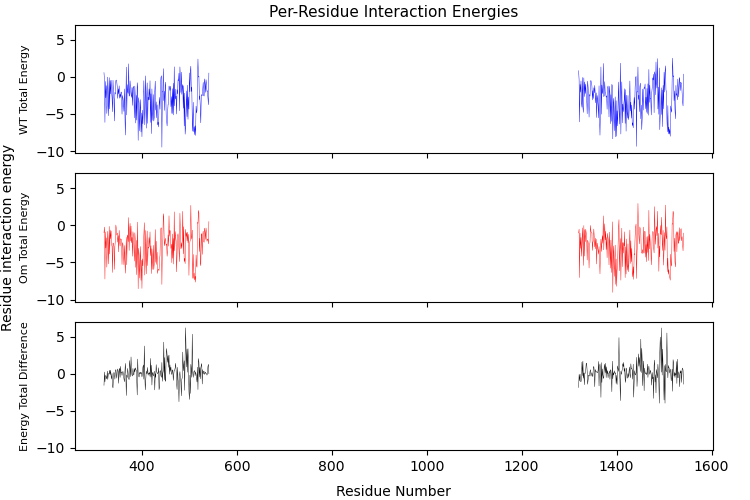 Per-Residue Interaction Energies
Residue interaction energy
WT Total Energy
5
0
−5
−10
Om Total Energy
5
0
−5
−10
Energy Total Difference
5
0
−5
−10
400 600 800 1000 1200 1400 1600
Residue Number